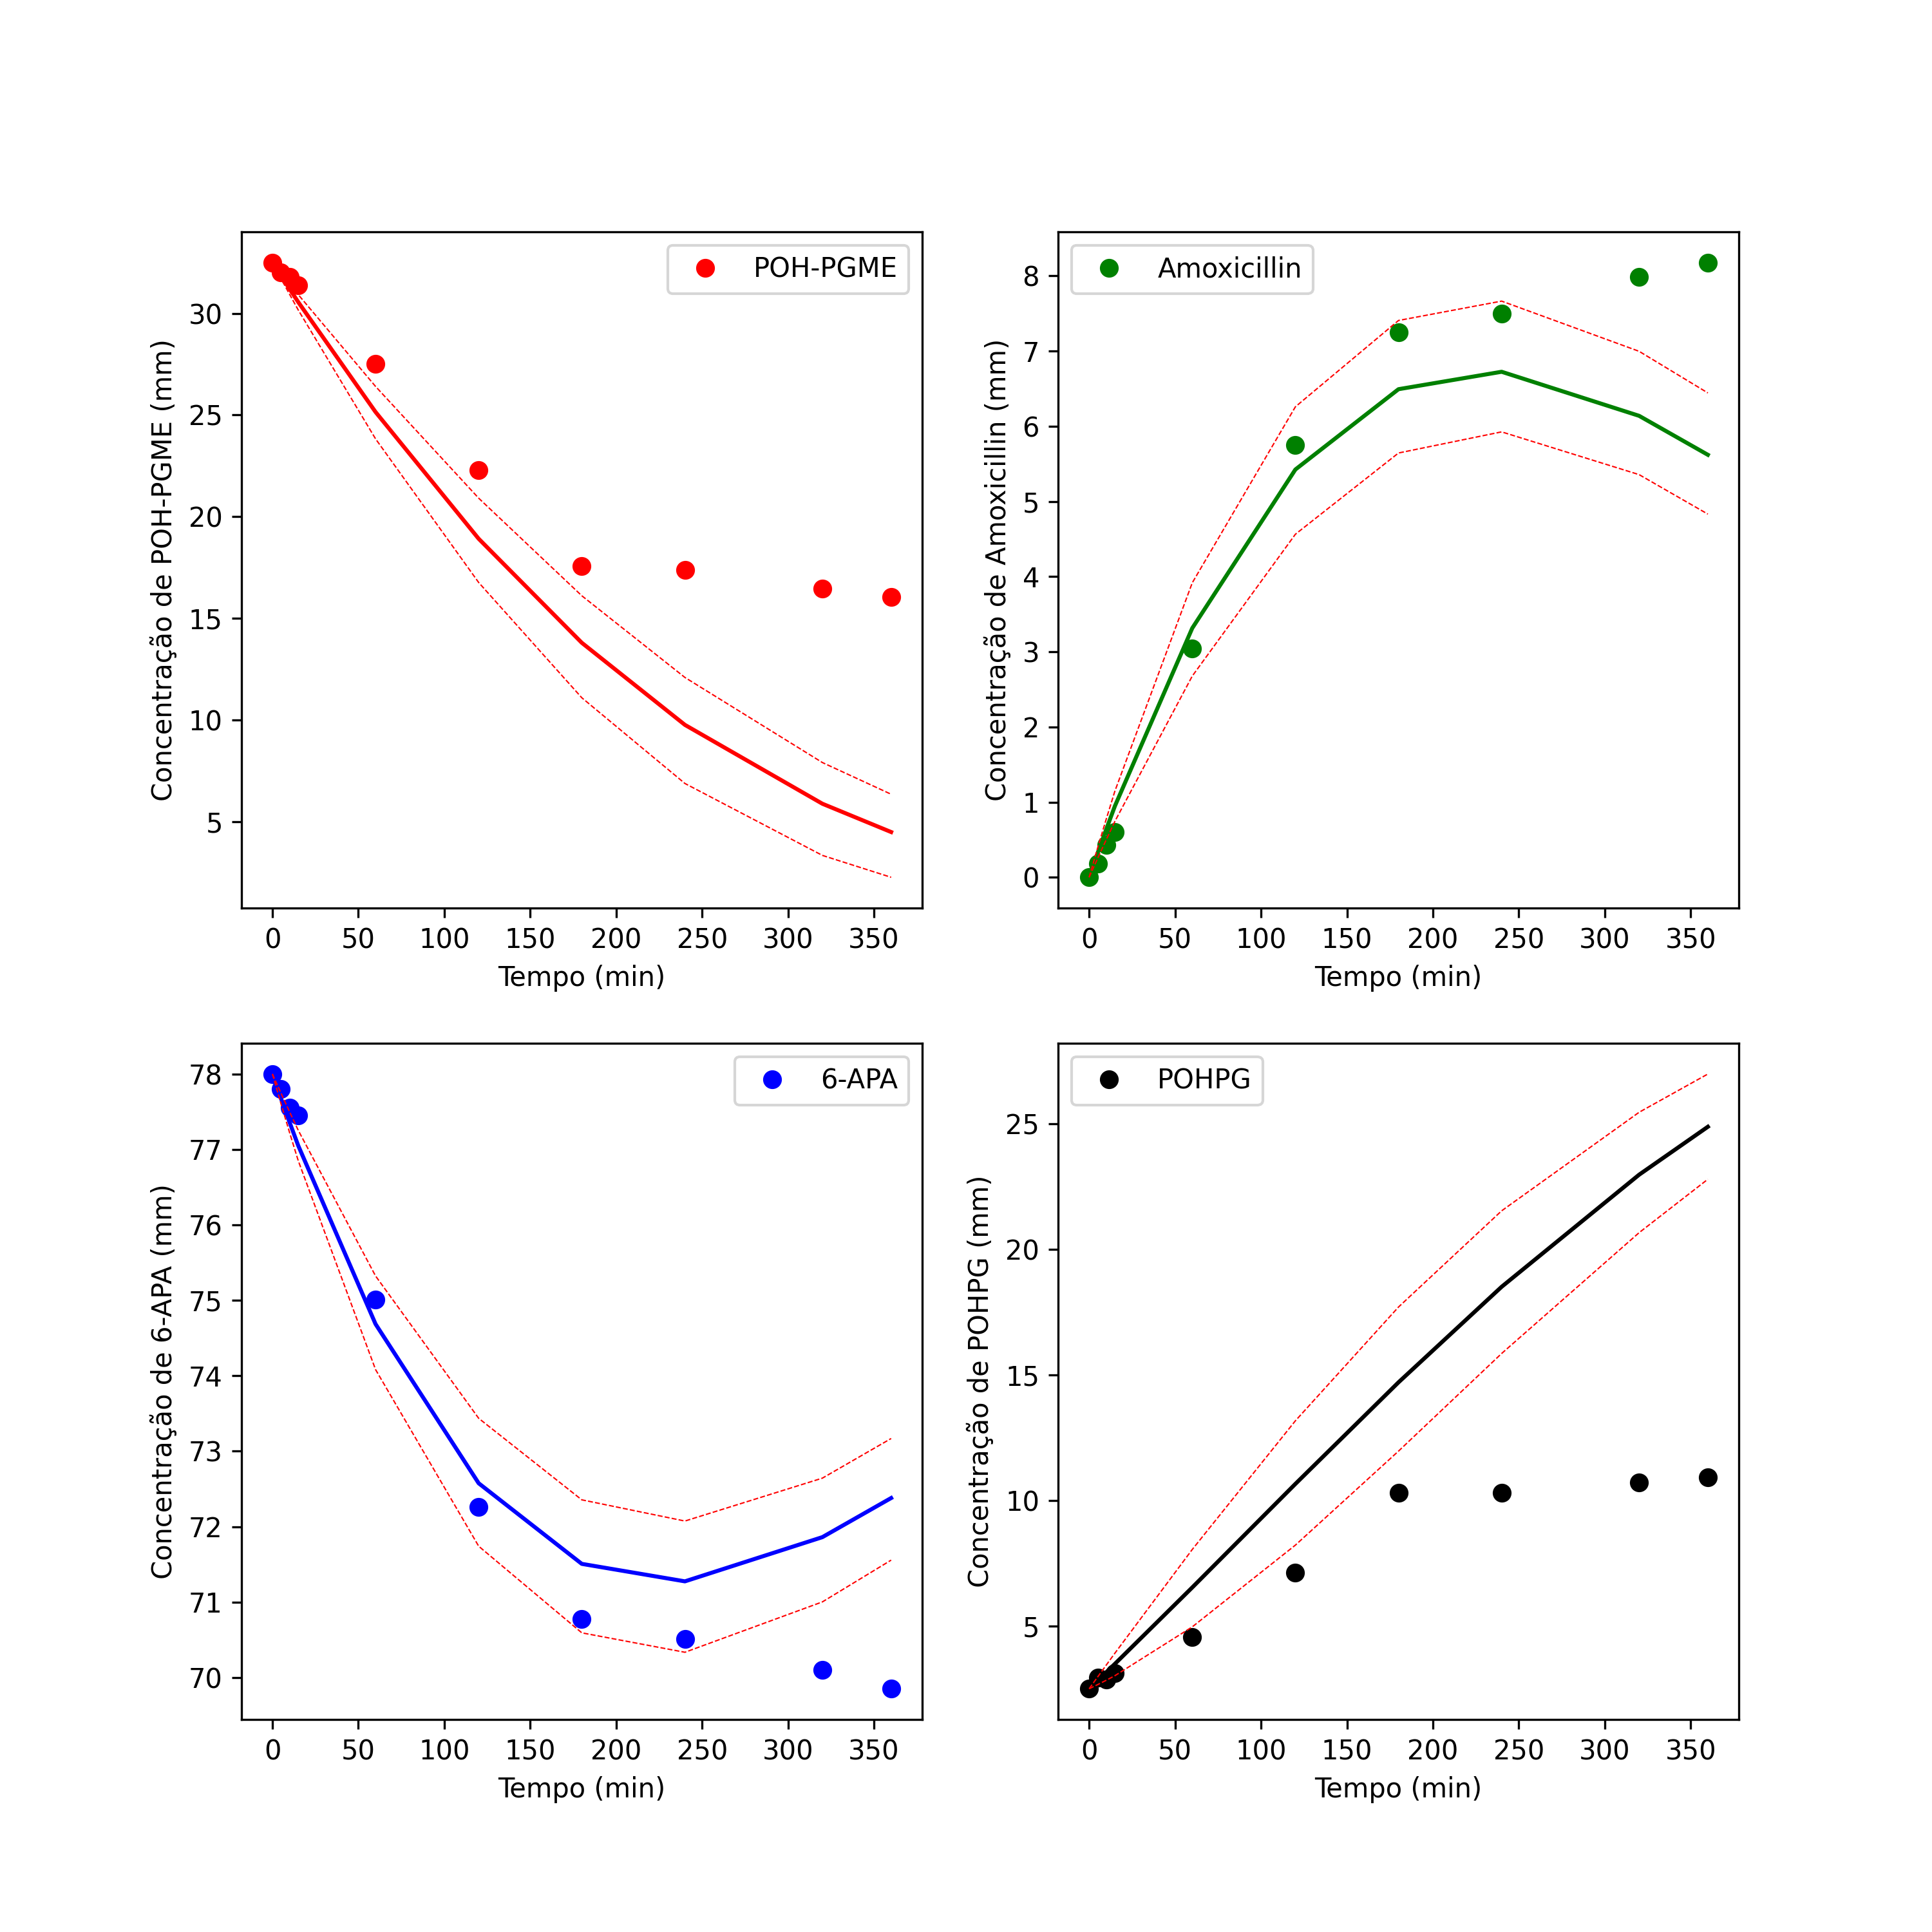 POH-PGME
Concentração de POH-PGME (mm)
30
25
20
15
10
5
0 50 100 150 200 250 300 350
Tempo (min)
Amoxicillin
Concentração de Amoxicillin (mm)
8
7
6
5
4
3
2
1
0
0 50 100 150 200 250 300 350
Tempo (min)
6-APA
Concentração de 6-APA (mm)
78
77
76
75
74
73
72
71
70
0 50 100 150 200 250 300 350
Tempo (min)
POHPG
Concentração de POHPG (mm)
25
20
15
10
5
0 50 100 150 200 250 300 350
Tempo (min)